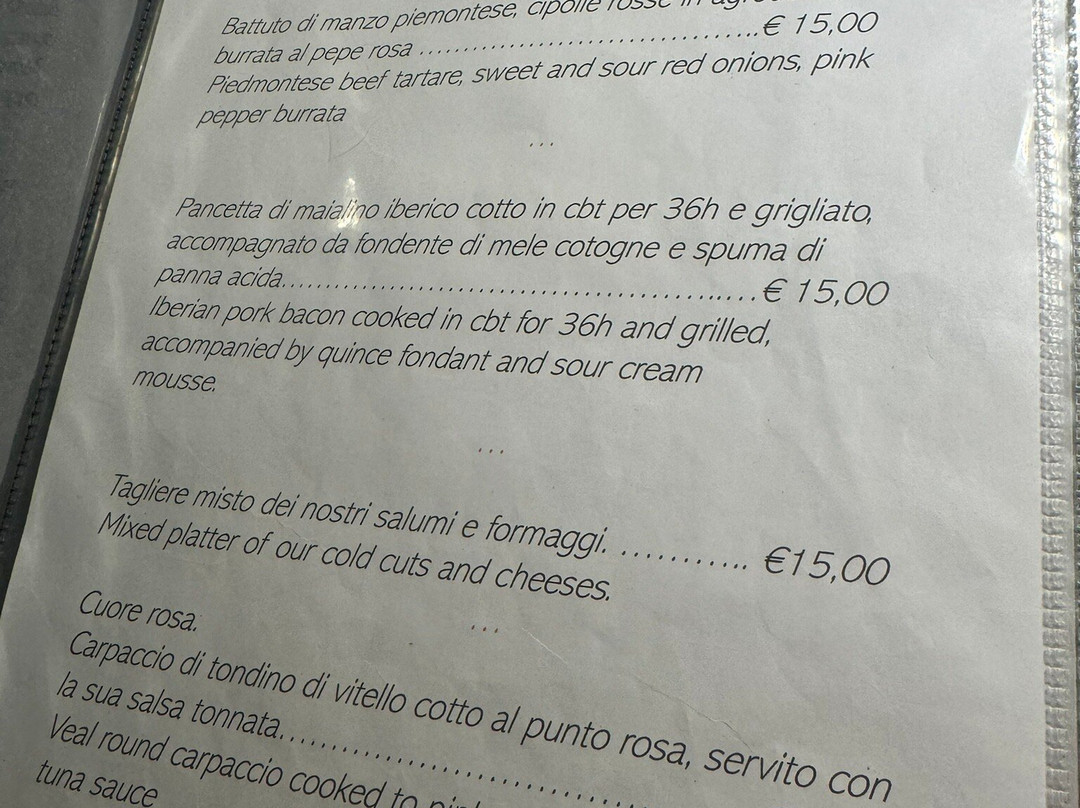 Battuto di manzo piemontese, cipolle rosse in
burrata al pepe rosa ............................................€ 15,00
Piedmontese beef tartare, sweet and sour red onions, pink
pepper burrata
...
Pancetta di maialino iberico cotto in cbt per 36h e grigliato,
accompagnato da fondente di mele cotogne e spuma di
panna acida......................................................€ 15,00
Iberian pork bacon cooked in cbt for 36h and grilled,
accompanied by quince fondant and sour cream
mousse.
...
Tagliere misto dei nostri salumi e formaggi. ............ €15,00
Mixed platter of our cold cuts and cheeses.
...
Cuore rosa.
Carpaccio di tondino di vitello cotto al punto rosa, servito con
la sua salsa tonnata........................................
Veal round carpaccio cooked to
tuna sauce